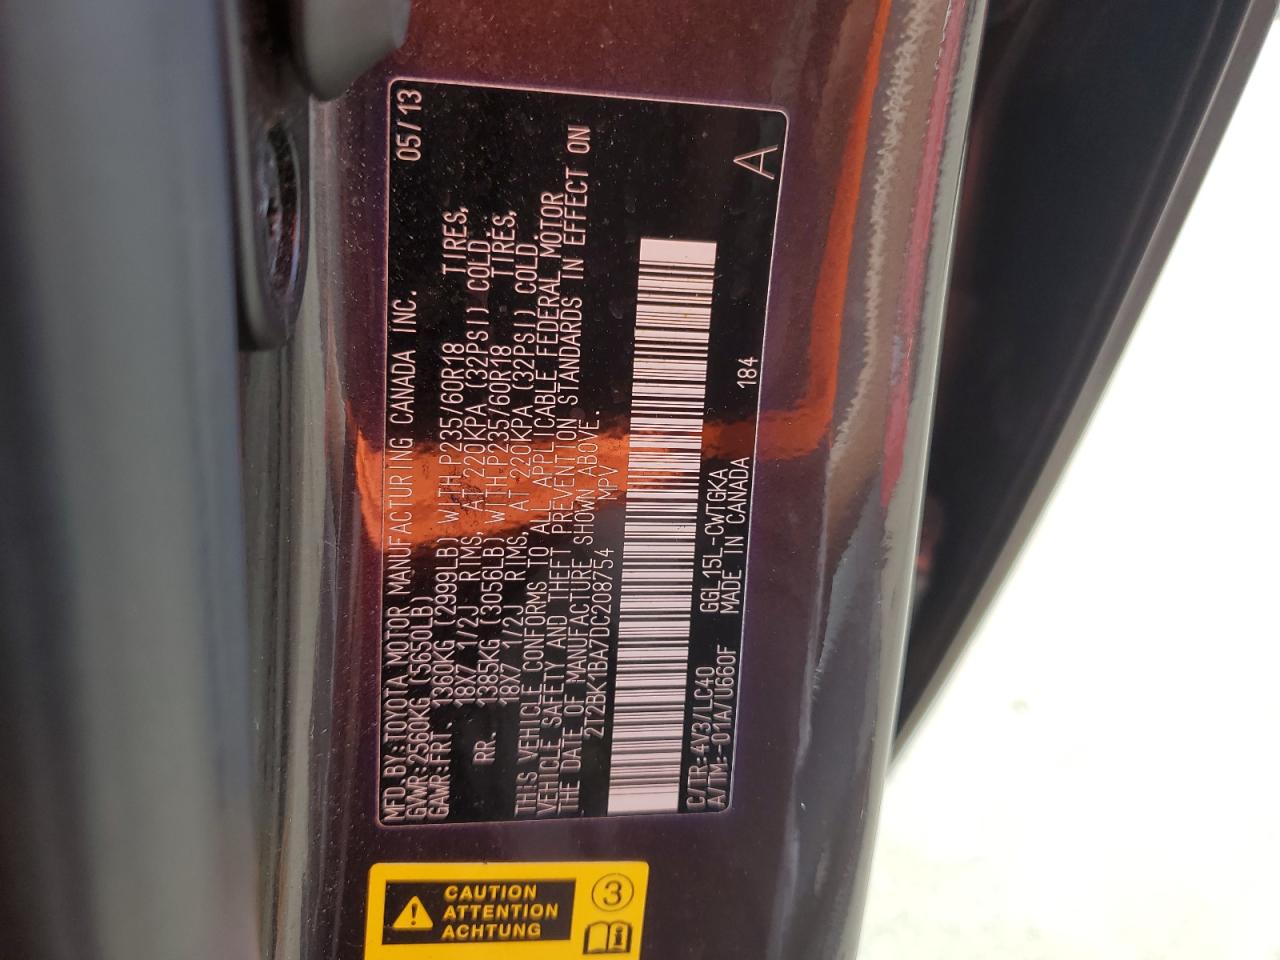 MFD. BY: TOYOTA MOTOR MANUFACTURING CANADA INC. 05/13
GVWR: 2560KG (5650LB)
GAWR: FRT. 1360KG (2999LB) WITH P235/60R18 TIRES,
18X7 1/2J RIMS, AT 220KPA (32PSI) COLD
RR. 1385KG (3056LB) WITH P235/60R18 TIRES,
18X7 1/2J RIMS, AT 220KPA (32PSI) COLD.
THIS VEHICLE CONFORMS TO ALL APPLICABLE FEDERAL MOTOR
VEHICLE SAFETY AND THEFT PREVENTION STANDARDS IN EFFECT ON
THE DATE OF MANUFACTURE SHOWN ABOVE.
2T2BK1BA7DC208754 MPV
C/TR: 4V3/LC40 GGL15L-CWTGKA 184
A/TM: -01A/U660F MADE IN CANADA
A
CAUTION
ATTENTION
ACHTUNG
3